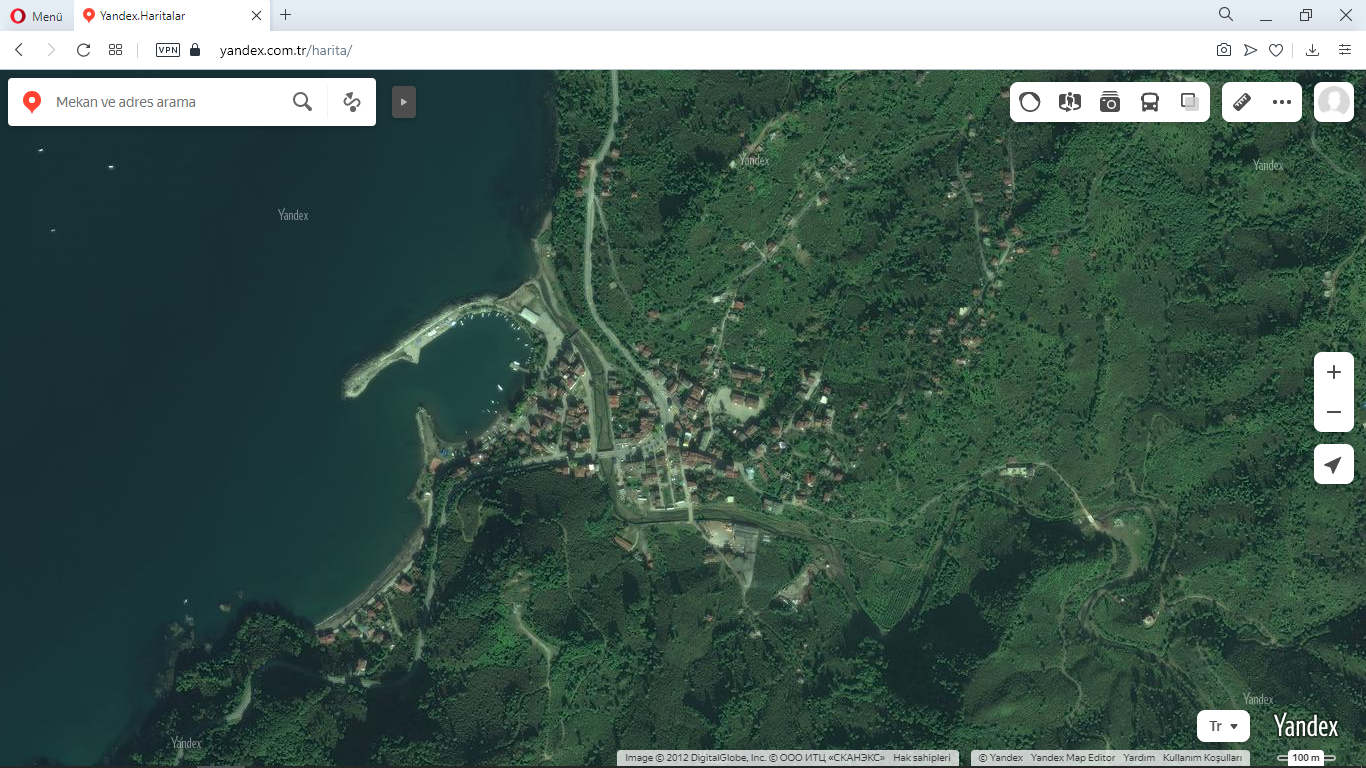 Menü
Yandex.Haritalar
VPN
yandex.com.tr/harita/
Mekan ve adres arama
Yandex
Yandex
Yandex
Yandex
Yandex
Tr
Yandex
Image © 2012 DigitalGlobe, Inc. © ООО ИТЦ «СКАНЭКС» Hak sahipleri
© Yandex Yandex Map Editor Yardım Kullanım Koşulları
100 m